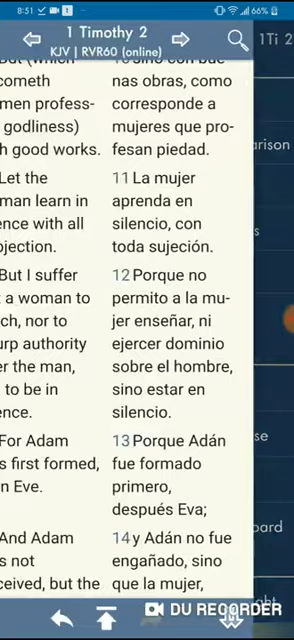 8:51
66%
1 Timothy 2
KJV | RVR60 (online)
1Ti 2
(which
cometh
men profess-
godliness)
h good works.
Let the
man learn in
ence with all
ojection.
But I suffer
t a woman to
ch, nor to
urp authority
er the man,
to be in
ence.
For Adam
s first formed,
n Eve.
And Adam
s not
ceived, but the
10 sino con bue-
nas obras, como
corresponde a
mujeres que pro-
fesan piedad.
11 La mujer
aprenda en
silencio, con
toda sujeción.
12 Porque no
permito a la mu-
jer enseñar, ni
ejercer dominio
sobre el hombre,
sino estar en
silencio.
13 Porque Adán
fue formado
primero,
después Eva;
14 y Adán no fue
engañado, sino
que la mujer,
arison
s
se
oard
ght
DU RECORDER